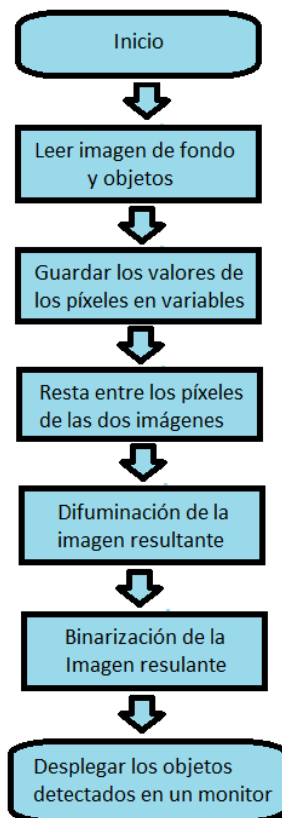 Inicio
Leer imagen de fondo
y objetos
Guardar los valores de
los píxeles en variables
Resta entre los píxeles
de las dos imágenes
Difuminación de la
imagen resultante
Binarización de la
Imagen resulante
Desplegar los objetos
detectados en un monitor